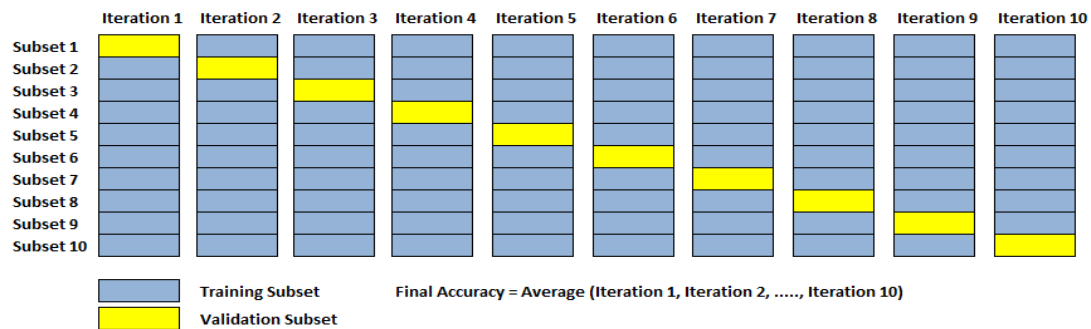 Iteration 1 Iteration 2 Iteration 3 Iteration 4 Iteration 5 Iteration 6 Iteration 7 Iteration 8 Iteration 9 Iteration 10
Subset 1
Subset 2
Subset 3
Subset 4
Subset 5
Subset 6
Subset 7
Subset 8
Subset 9
Subset 10
Training Subset Final Accuracy = Average (Iteration 1, Iteration 2, ....., Iteration 10)
Validation Subset